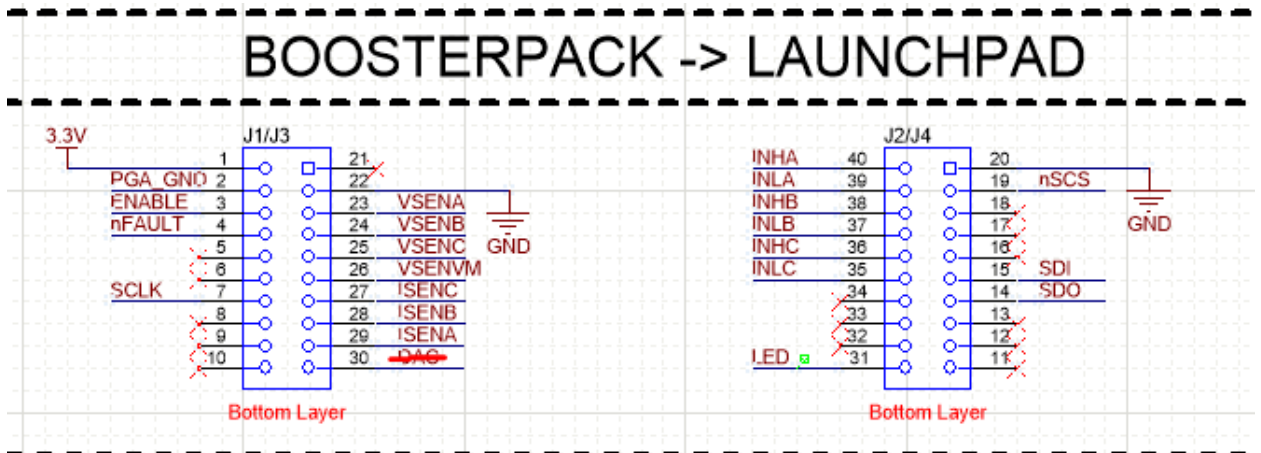 BOOSTERPACK -> LAUNCHPAD
3.3V
J1/J3
1
21
PGA_GND 2
22
ENABLE 3
23 VSENA
nFAULT 4
24 VSENB
5
25 VSENC
GND
6
26 VSENVM
SCLK 7
27 ISENC
8
28 ISENB
9
29 ISENA
10
30 DAC
Bottom Layer
J2/J4
INHA 40
20
INLA 39
19 nSCS
INHB 38
18
INLB 37
17
GND
INHC 36
16
INLC 35
15 SDI
34
14 SDO
33
13
32
12
LED 31
11
Bottom Layer